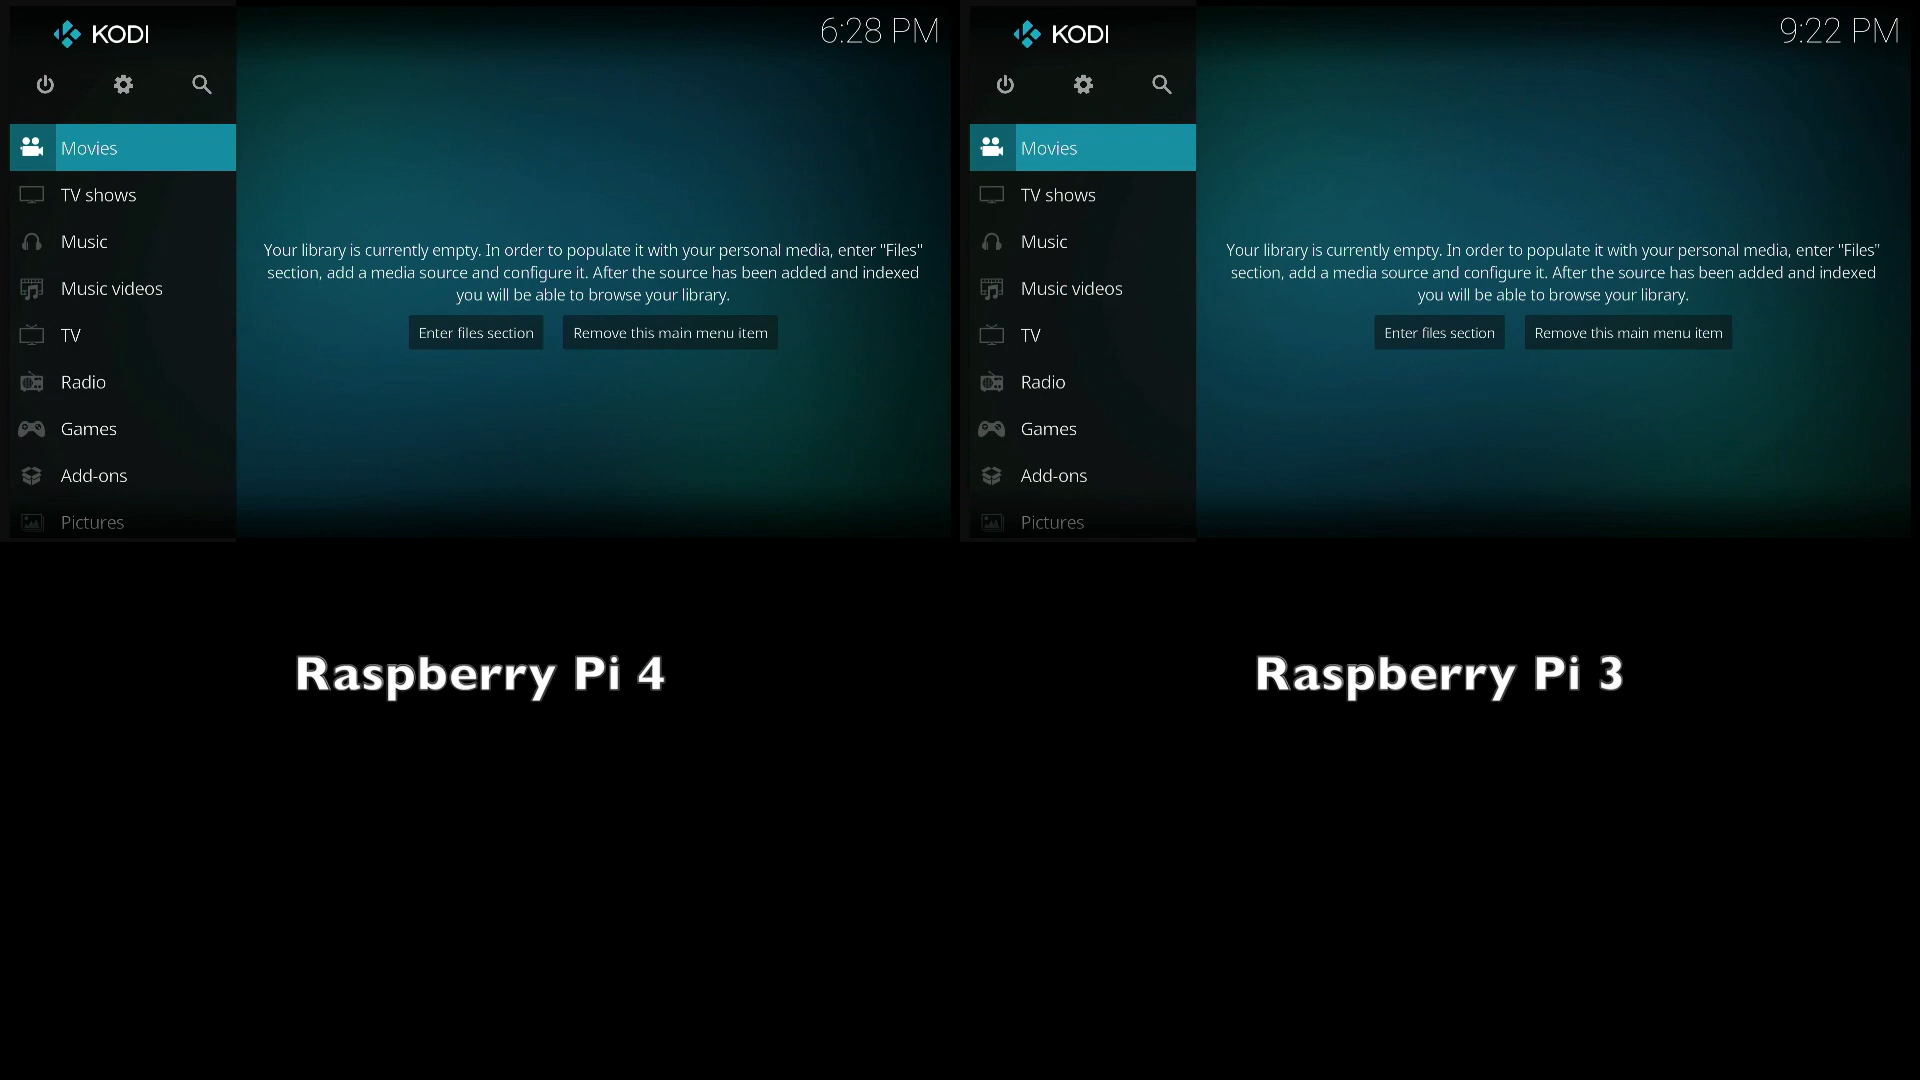 KODI
6:28 PM
Movies
TV shows
Music
Music videos
TV
Radio
Games
Add-ons
Pictures
Your library is currently empty. In order to populate it with your personal media, enter "Files"
section, add a media source and configure it. After the source has been added and indexed
you will be able to browse your library.
Enter files section
Remove this main menu item
KODI
9:22 PM
Movies
TV shows
Music
Music videos
TV
Radio
Games
Add-ons
Pictures
Your library is currently empty. In order to populate it with your personal media, enter "Files"
section, add a media source and configure it. After the source has been added and indexed
you will be able to browse your library.
Enter files section
Remove this main menu item
Raspberry Pi 4
Raspberry Pi 3